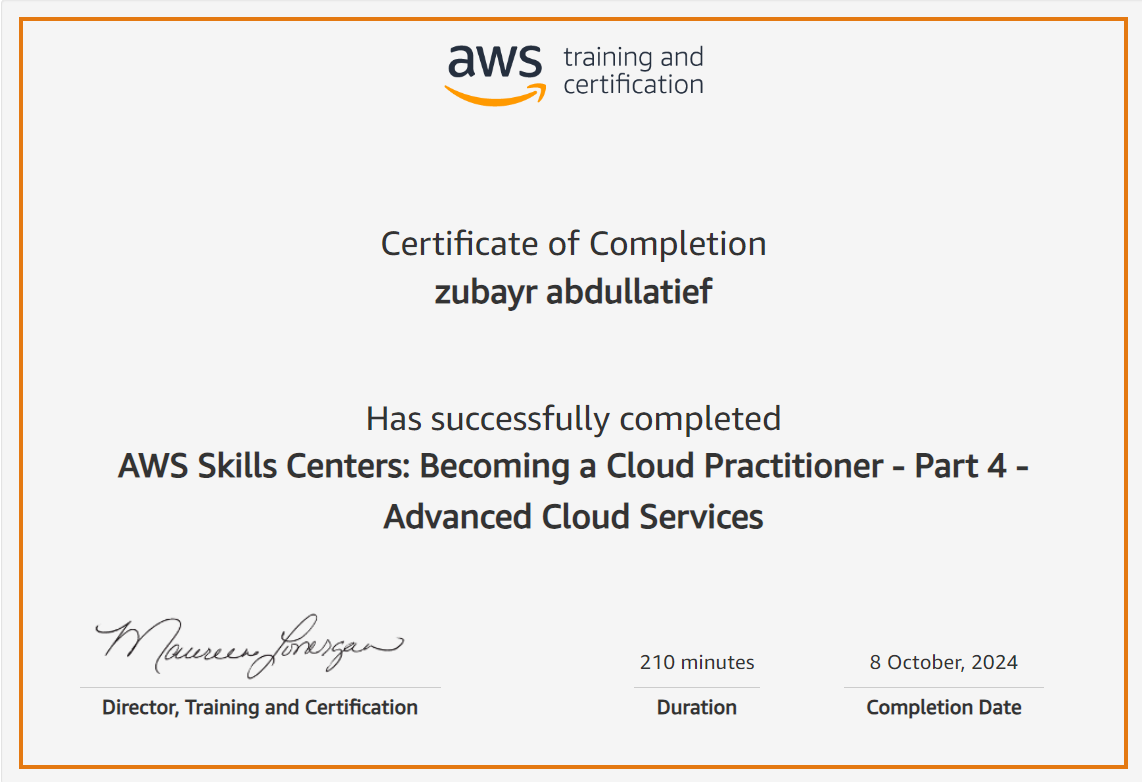 aws training and
certification
Certificate of Completion
zubayr abdullatief
Has successfully completed
AWS Skills Centers: Becoming a Cloud Practitioner - Part 4 -
Advanced Cloud Services
Maureen Lonergan
210 minutes
8 October, 2024
Director, Training and Certification
Duration
Completion Date